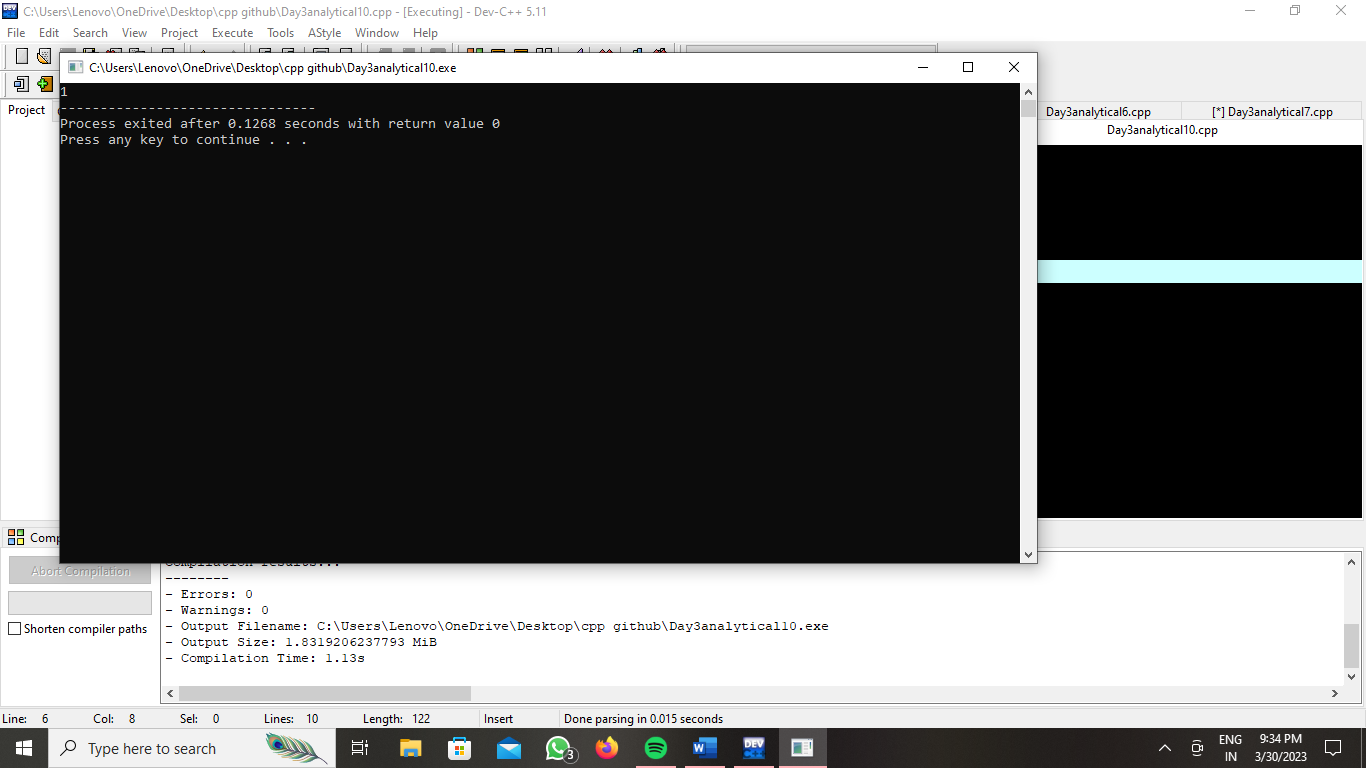 C:\Users\Lenovo\OneDrive\Desktop\cpp github\Day3analytical10.cpp - [Executing] - Dev-C++ 5.11
File Edit Search View Project Execute Tools AStyle Window Help
C:\Users\Lenovo\OneDrive\Desktop\cpp github\Day3analytical10.exe
1
--------------------------------
Process exited after 0.1268 seconds with return value 0
Press any key to continue . . .
Project
Day3analytical6.cpp [*] Day3analytical7.cpp
Day3analytical10.cpp
Abort Compilation
Shorten compiler paths
Compilation results...
--------
- Errors: 0
- Warnings: 0
- Output Filename: C:\Users\Lenovo\OneDrive\Desktop\cpp github\Day3analytical10.exe
- Output Size: 1.8319206237793 MiB
- Compilation Time: 1.13s
Line: 6 Col: 8 Sel: 0 Lines: 10 Length: 122 Insert Done parsing in 0.015 seconds
Type here to search
3
W
DEV
ENG
IN
9:34 PM
3/30/2023